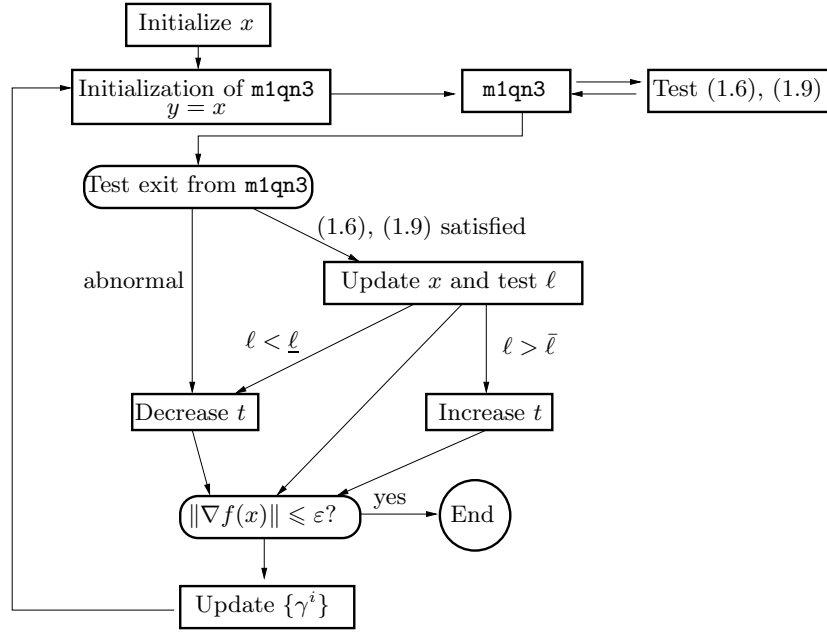 Initialize x
Initialization of m1qn3
y = x
m1qn3
Test (1.6), (1.9)
Test exit from m1qn3
(1.6), (1.9) satisfied
abnormal
Update x and test ℓ
ℓ < ℓ̲
ℓ > ℓ̄
Decrease t
Increase t
‖∇f(x)‖ ⩽ ε?
yes
End
Update {γⁱ}